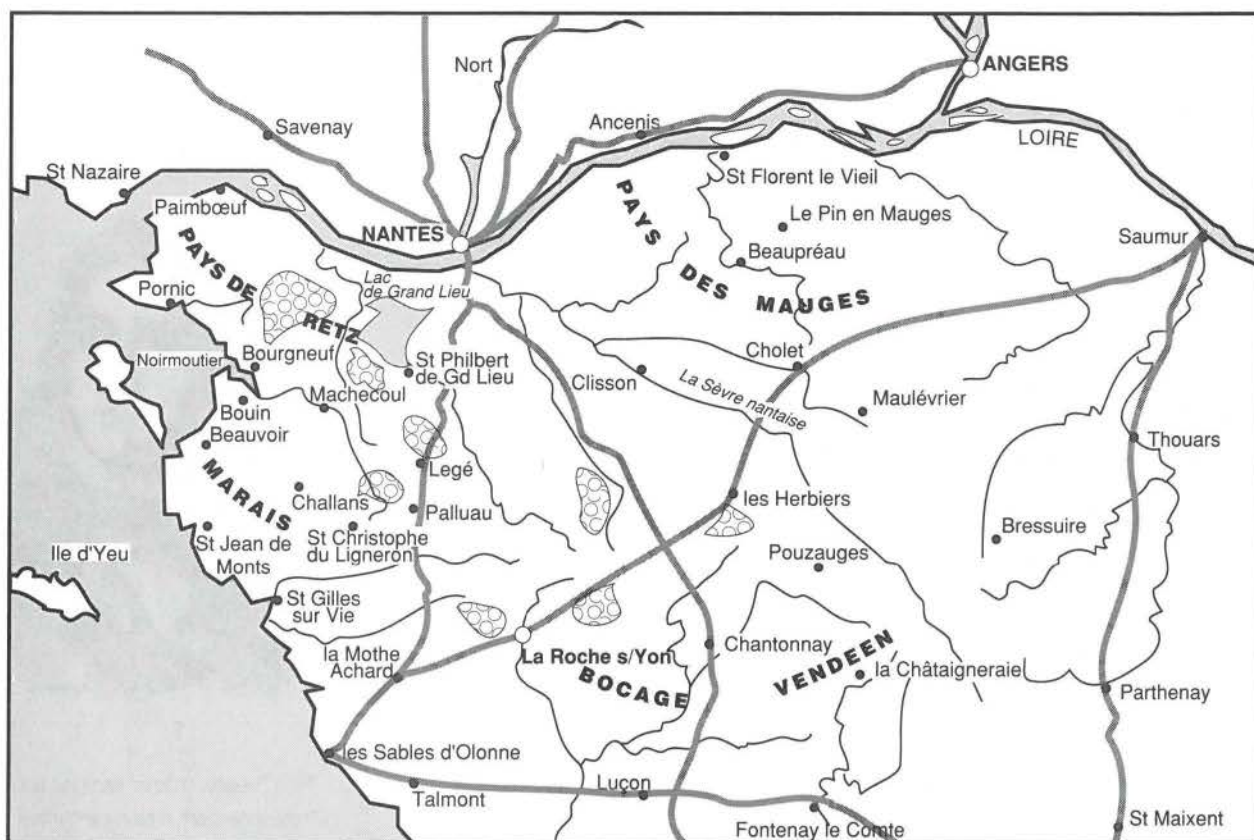 Nort
ANGERS
Savenay
Ancenis
LOIRE
St Nazaire
St Florent le Vieil
Paimbœuf
PAYS
DES MAUGES
Le Pin en Mauges
NANTES
Saumur
Beaupréau
PAYS DE
RETZ
Lac
de Grand Lieu
Pornic
Noirmoutier
Bourgneuf
St Philbert
de Gd Lieu
Cholet
Clisson
La Sèvre nantaise
Machecoul
Maulévrier
Bouin
Beauvoir
Thouars
MARAIS
Legé
les Herbiers
Challans
Palluau
Bressuire
St Jean de
Monts
St Christophe
du Ligneron
Ile d'Yeu
Pouzauges
St Gilles
sur Vie
Chantonnay
la Mothe
Achard
La Roche s/Yon
BOCAGE
VENDEEN
la Châtaigneraiel
Parthenay
les Sables d'Olonne
Talmont
Luçon
Fontenay le Comte
St Maixent